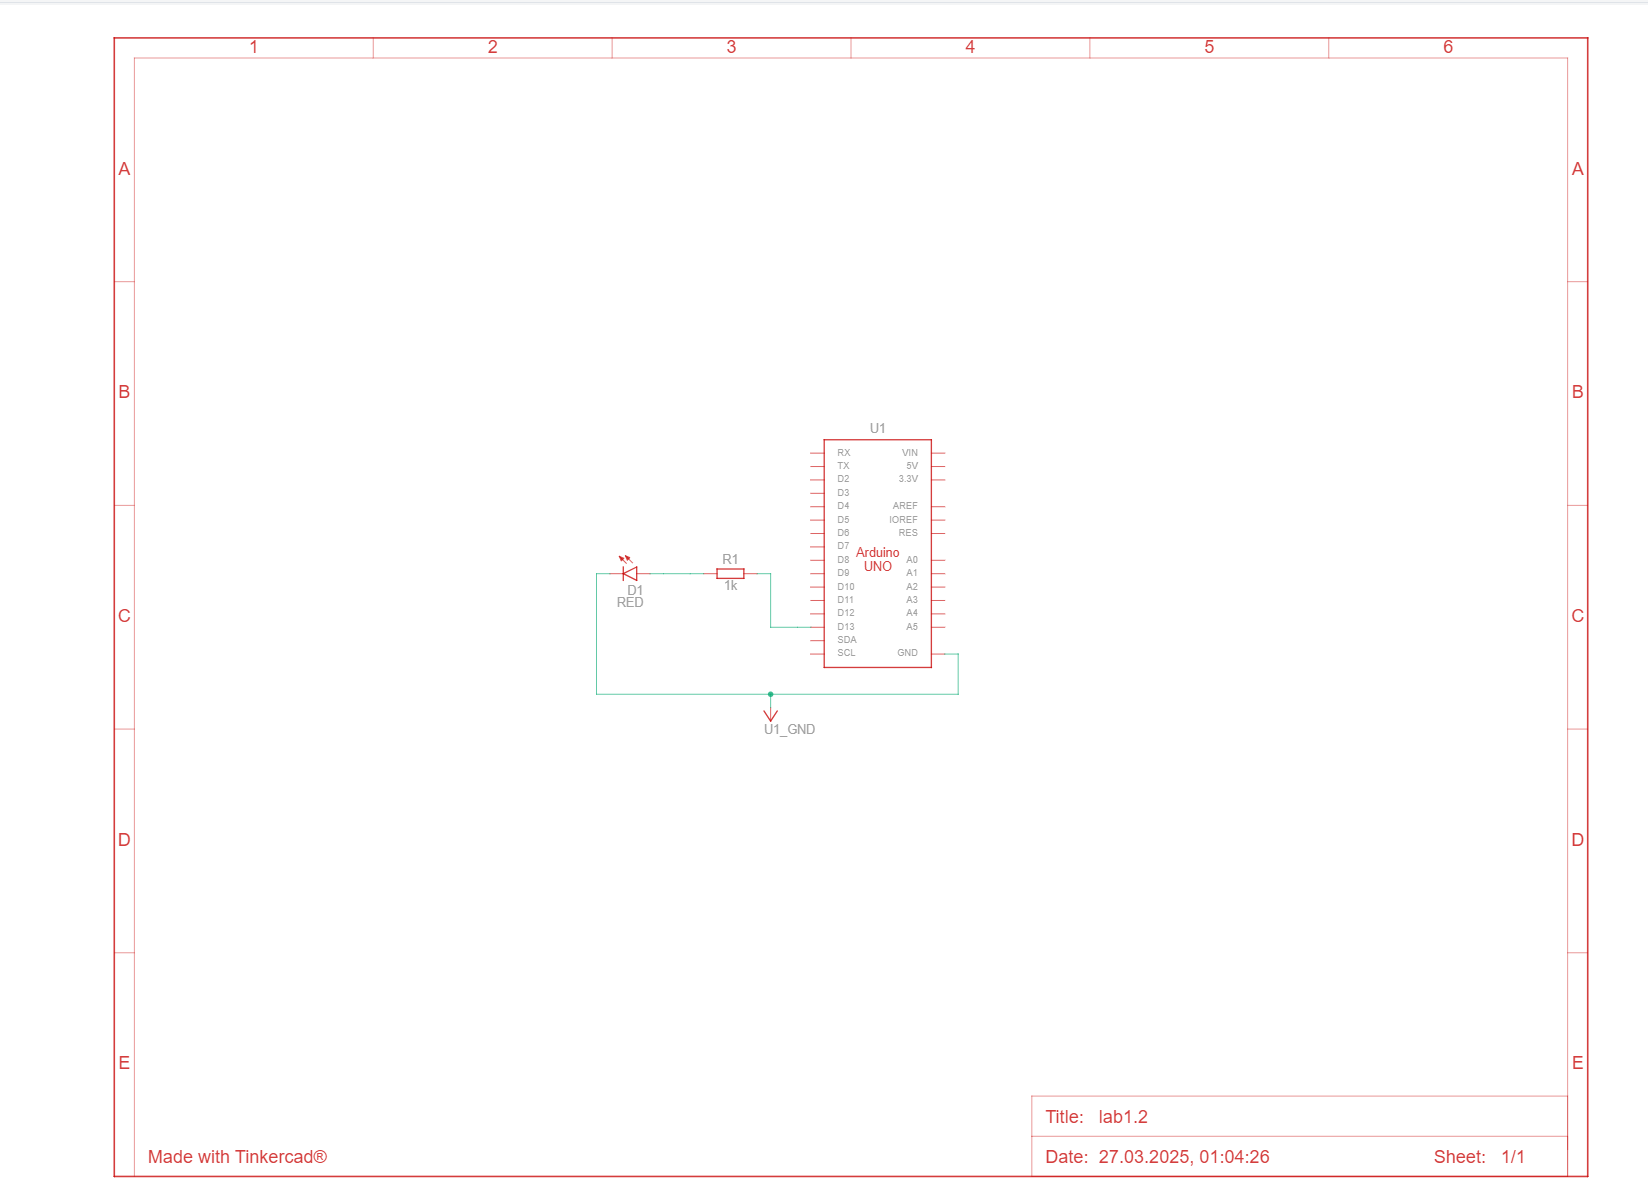 1 2 3 4 5 6
A A
B B
U1
RX VIN
TX 5V
D2 3.3V
D3
D4 AREF
D5 IOREF
D6 RES
D7
Arduino
UNO
D8 A0
D9 A1
D10 A2
D11 A3
D12 A4
D13 A5
SDA
SCL GND
R1
1k
D1
RED
C C
U1_GND
D D
E E
Title: lab1.2
Made with Tinkercad®
Date: 27.03.2025, 01:04:26 Sheet: 1/1